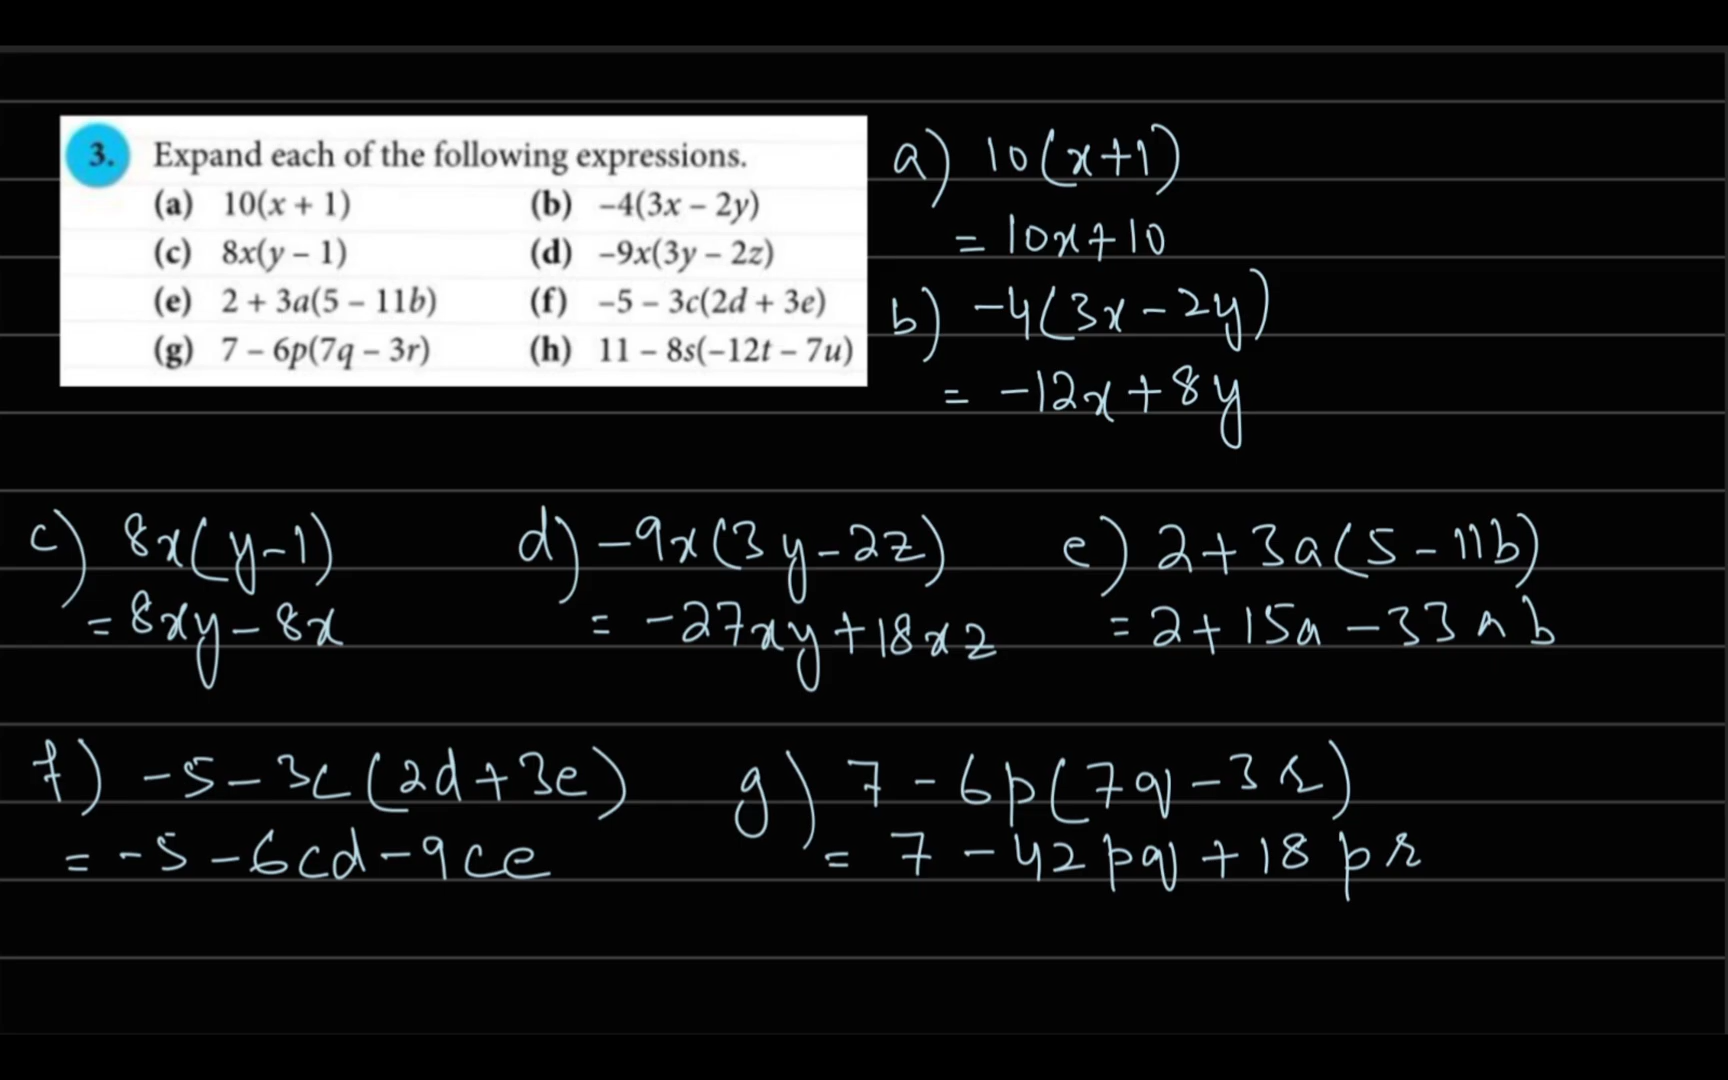 3. Expand each of the following expressions.
(a) 10(x + 1) (b) –4(3x – 2y)
(c) 8x(y – 1) (d) –9x(3y – 2z)
(e) 2 + 3a(5 – 11b) (f) –5 – 3c(2d + 3e)
(g) 7 – 6p(7q – 3r) (h) 11 – 8s(–12t – 7u)
a) 10(x+1)
= 10x+10
b) -4(3x-2y)
= -12x+8y
c) 8x(y-1)
= 8xy-8x
d) -9x(3y-2z)
= -27xy+18xz
e) 2+3a(5-11b)
= 2+15a-33ab
f) -5-3c(2d+3e)
= -5-6cd-9ce
g) 7-6p(7q-3r)
= 7-42pq+18pr